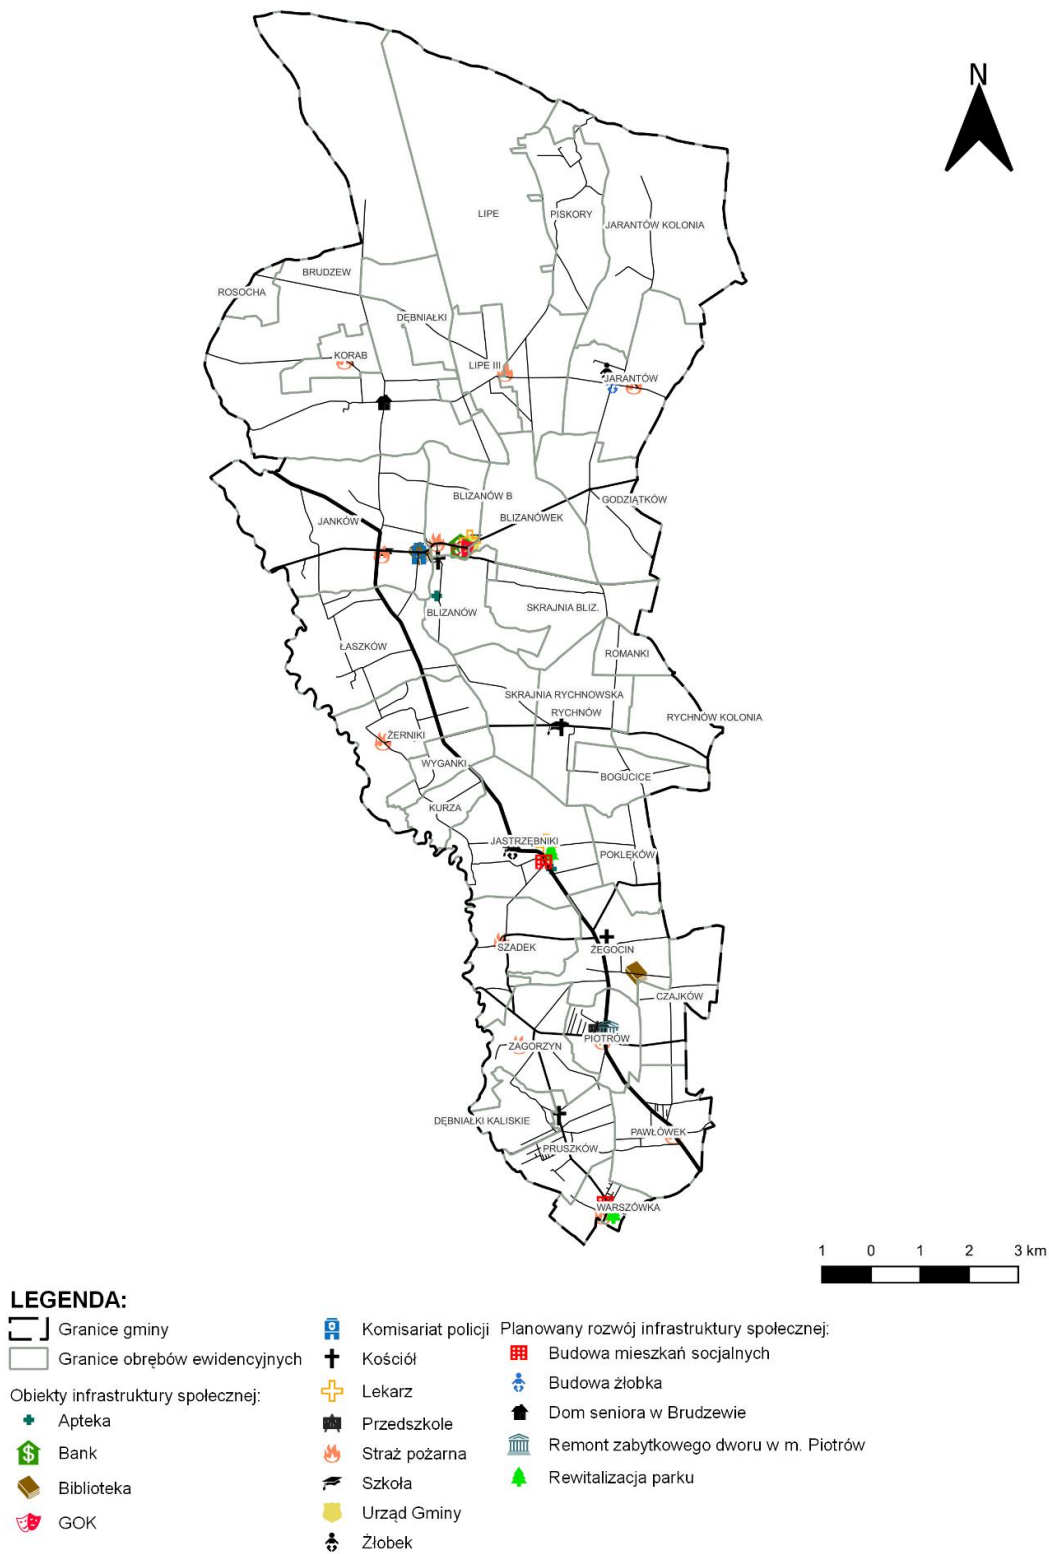 N
LIPE
PISKORY
JARANTÓW KOLONIA
BRUDZEW
ROSOCHA
DĘBNIAŁKI
KORAB
LIPE III
JARANTÓW
BLIZANÓW B
GODZIĄTKÓW
BLIZANÓWEK
JANKÓW
SKRAJNIA BLIZ.
BLIZANÓW
ŁASZKÓW
ROMANKI
SKRAJNIA RYCHNOWSKA
RYCHNÓW
RYCHNÓW KOLONIA
ŻERNIKI
WYGANKI
BOGUCICE
KURZA
JASTRZĘBNIKI
POKLĘKÓW
SZADEK
ŻEGOCIN
CZAJKÓW
PIOTRÓW
ZAGORZYN
DĘBNIAŁKI KALISKIE
PAWŁÓWEK
PRUSZKÓW
WARSZÓWKA
1 0 1 2 3 km
LEGENDA:
Granice gminy
Granice obrębów ewidencyjnych
Obiekty infrastruktury społecznej:
Apteka
Bank
Biblioteka
GOK
Komisariat policji
Kościół
Lekarz
Przedszkole
Straż pożarna
Szkoła
Urząd Gminy
Żłobek
Planowany rozwój infrastruktury społecznej:
Budowa mieszkań socjalnych
Budowa żłobka
Dom seniora w Brudzewie
Remont zabytkowego dworu w m. Piotrów
Rewitalizacja parku